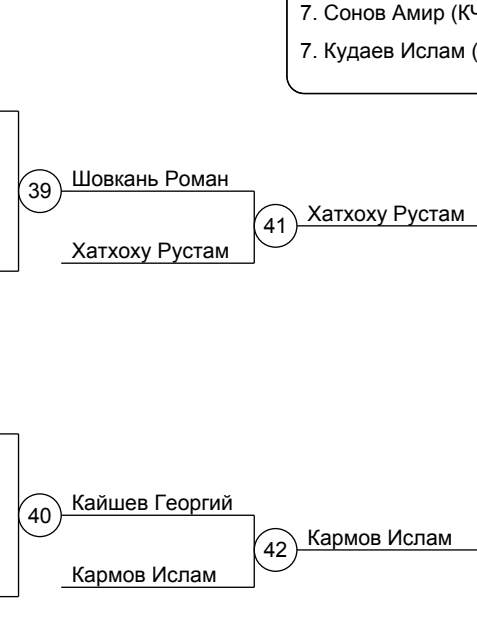 7. Сонов Амир
7. Кудаев Ислам (
39 Шовкань Роман
41 Хатхоху Рустам
Хатхоху Рустам
40 Кайшев Георгий
42 Кармов Ислам
Кармов Ислам